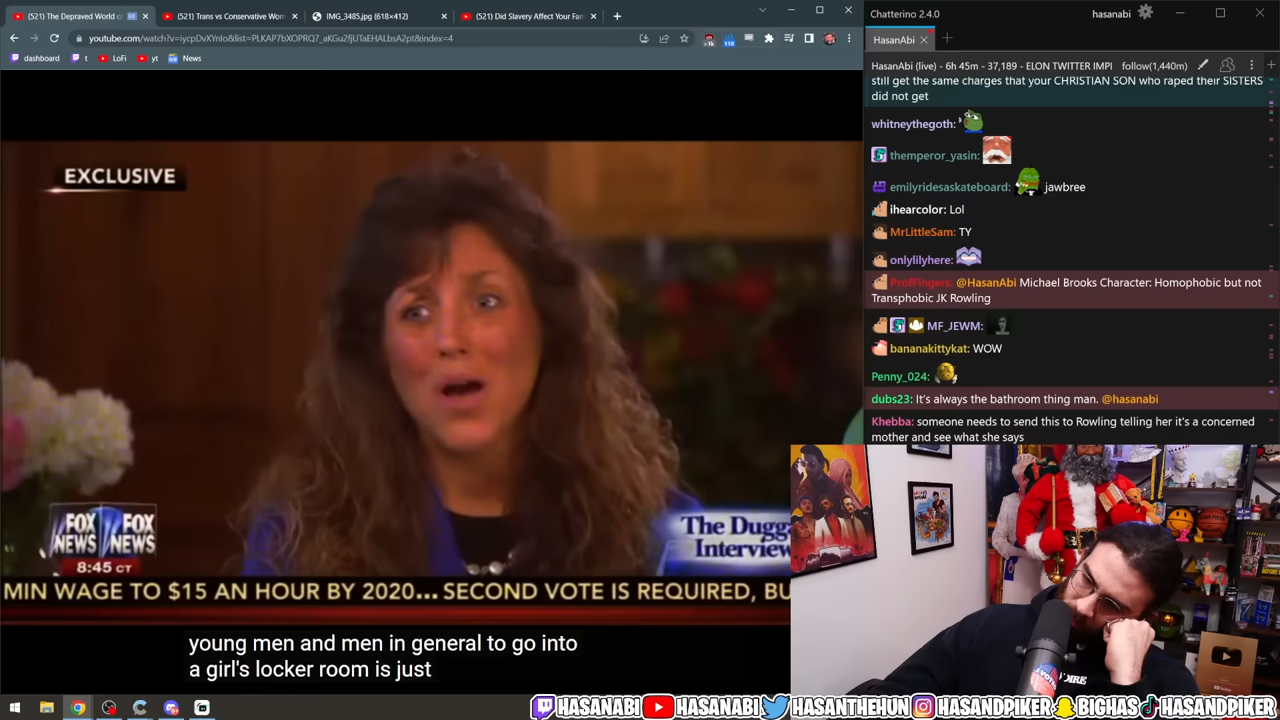 (521) The Depraved World o
(521) Trans vs Conservative Wom
IMG_3485.jpg (618×412)
(521) Did Slavery Affect Your Fam
youtube.com/watch?v=iycpDvXYnIo&list=PLKAP7bXOPRQ7_aKGu2fJUTaEHALbsA2pt&index=4
dashboard
t
LoFi
yt
News
EXCLUSIVE
FOX NEWS
FOX NEWS
8:45 CT
The Dugg
Interview
MIN WAGE TO $15 AN HOUR BY 2020... SECOND VOTE IS REQUIRED, BU
young men and men in general to go into
a girl's locker room is just
Chatterino 2.4.0
hasanabi
HasanAbi
HasanAbi (live) - 6h 45m - 37,189 - ELON TWITTER IMPI
follow(1,440m)
still get the same charges that your CHRISTIAN SON who raped their SISTERS
did not get
whitneythegoth:
themperor_yasin:
emilyridesaskateboard: jawbree
ihearcolor: Lol
MrLittleSam: TY
onlylilyhere:
ProfFingers: @HasanAbi Michael Brooks Character: Homophobic but not
Transphobic JK Rowling
MF_JEWM:
bananakittykat: WOW
Penny_024:
dubs23: It's always the bathroom thing man. @hasanabi
Khebba: someone needs to send this to Rowling telling her it's a concerned
mother and see what she says
HASANABI
HASANABI
HASANTHEHUN
HASANDPIKER
BIGHAS
HASANDPIKER